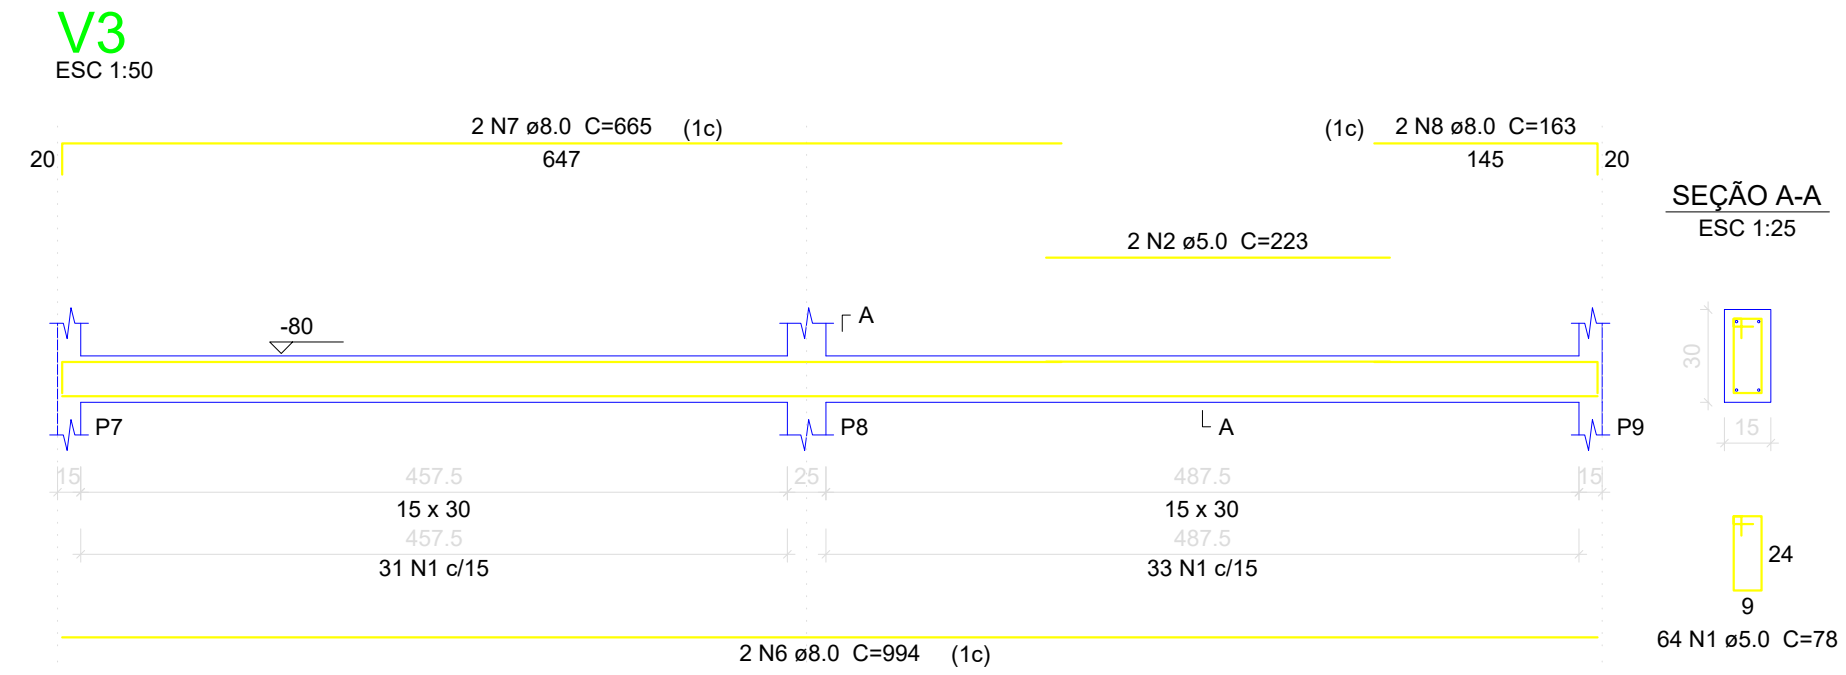 V3
ESC 1:50
2 N7 ø8.0 C=665 (1c)
20
647
(1c) 2 N8 ø8.0 C=163
145
20
SEÇÃO A-A
ESC 1:25
2 N2 ø5.0 C=223
-80
A
30
P7
P8
A
P9
15
15
457.5
25
487.5
15
15 x 30
15 x 30
457.5
487.5
31 N1 c/15
33 N1 c/15
24
9
64 N1 ø5.0 C=78
2 N6 ø8.0 C=994 (1c)